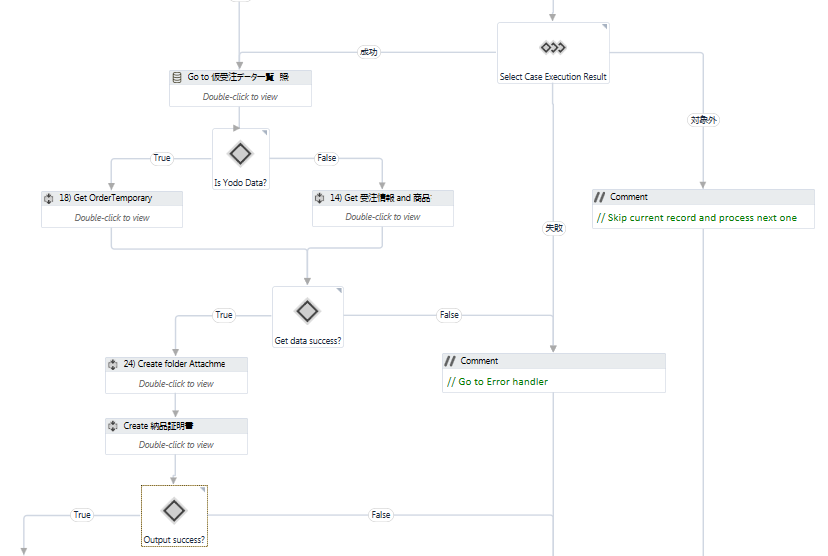 成功
Select Case Execution Result
Go to 仮受注データ一覧 照
Double-click to view
対象外
True
False
Is Yodo Data?
18) Get OrderTemporary
Double-click to view
14) Get 受注情報 and 商品
Double-click to view
Comment
// Skip current record and process next one
失敗
True
False
Get data success?
24) Create folder Attachme
Double-click to view
Comment
// Go to Error handler
Create 納品証明書
Double-click to view
True
False
Output success?